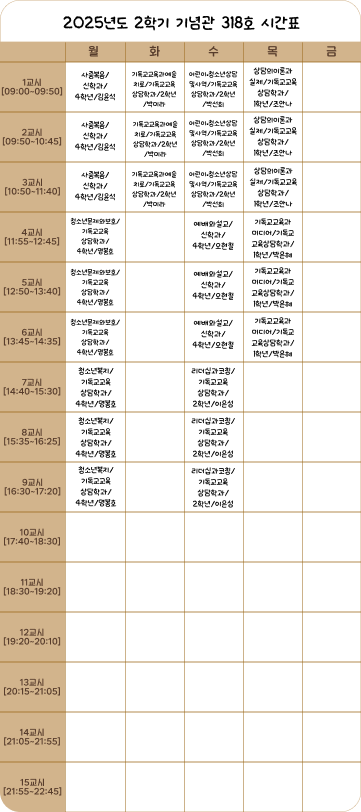 2025년도 2학기 기념관 318호 시간표
월 화 수 목 금
1교시
[09:00~09:50]
사중복음/
신학과/
4학년/김윤석
기독교교육예술
치료/기독교교육
상담학과/2학년
/박미라
어린이·청소년상담
및사역/기독교교육
상담학과/2학년/
박선희
상담의이론과
실제/기독교교육
상담학과/
1학년/조안나
2교시
[09:50~10:45]
사중복음/
신학과/
4학년/김윤석
기독교교육예술
치료/기독교교육
상담학과/2학년
/박미라
어린이·청소년상담
및사역/기독교교육
상담학과/2학년/
박선희
상담의이론과
실제/기독교교육
상담학과/
1학년/조안나
3교시
[10:50~11:40]
사중복음/
신학과/
4학년/김윤석
기독교교육예술
치료/기독교교육
상담학과/2학년
/박미라
어린이·청소년상담
및사역/기독교교육
상담학과/2학년/
박선희
상담의이론과
실제/기독교교육
상담학과/
1학년/조안나
4교시
[11:55~12:45]
청소년문제와보호/
기독교교육
상담학과/
4학년/명봉호
예배와설교/
신학과/
4학년/오현철
기독교교육과
미디어/기독교
교육상담학과/
1학년/박은혜
5교시
[12:50~13:40]
청소년문제와보호/
기독교교육
상담학과/
4학년/명봉호
예배와설교/
신학과/
4학년/오현철
기독교교육과
미디어/기독교
교육상담학과/
1학년/박은혜
6교시
[13:45~14:35]
청소년문제와보호/
기독교교육
상담학과/
4학년/명봉호
예배와설교/
신학과/
4학년/오현철
기독교교육과
미디어/기독교
교육상담학과/
1학년/박은혜
7교시
[14:40~15:30]
청소년복지/
기독교교육
상담학과/
4학년/명봉호
리더십과코칭/
기독교교육
상담학과/
2학년/이은성
8교시
[15:35~16:25]
청소년복지/
기독교교육
상담학과/
4학년/명봉호
리더십과코칭/
기독교교육
상담학과/
2학년/이은성
9교시
[16:30~17:20]
청소년복지/
기독교교육
상담학과/
4학년/명봉호
리더십과코칭/
기독교교육
상담학과/
2학년/이은성
10교시
[17:40~18:30]
11교시
[18:30~19:20]
12교시
[19:20~20:10]
13교시
[20:15~21:05]
14교시
[21:05~21:55]
15교시
[21:55~22:45]